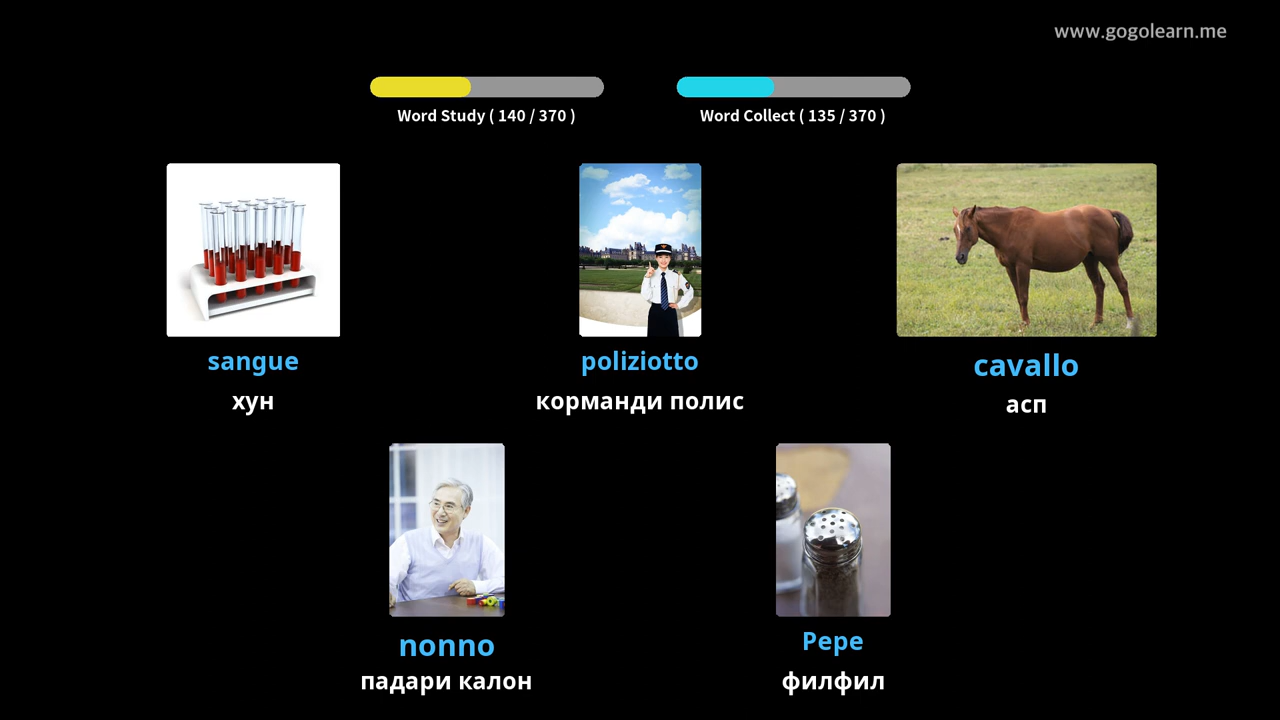 www.gogolearn.me
Word Study ( 140 / 370 )
Word Collect ( 135 / 370 )
sangue
хун
poliziotto
корманди полис
cavallo
асп
nonno
падари калон
Pepe
филфил